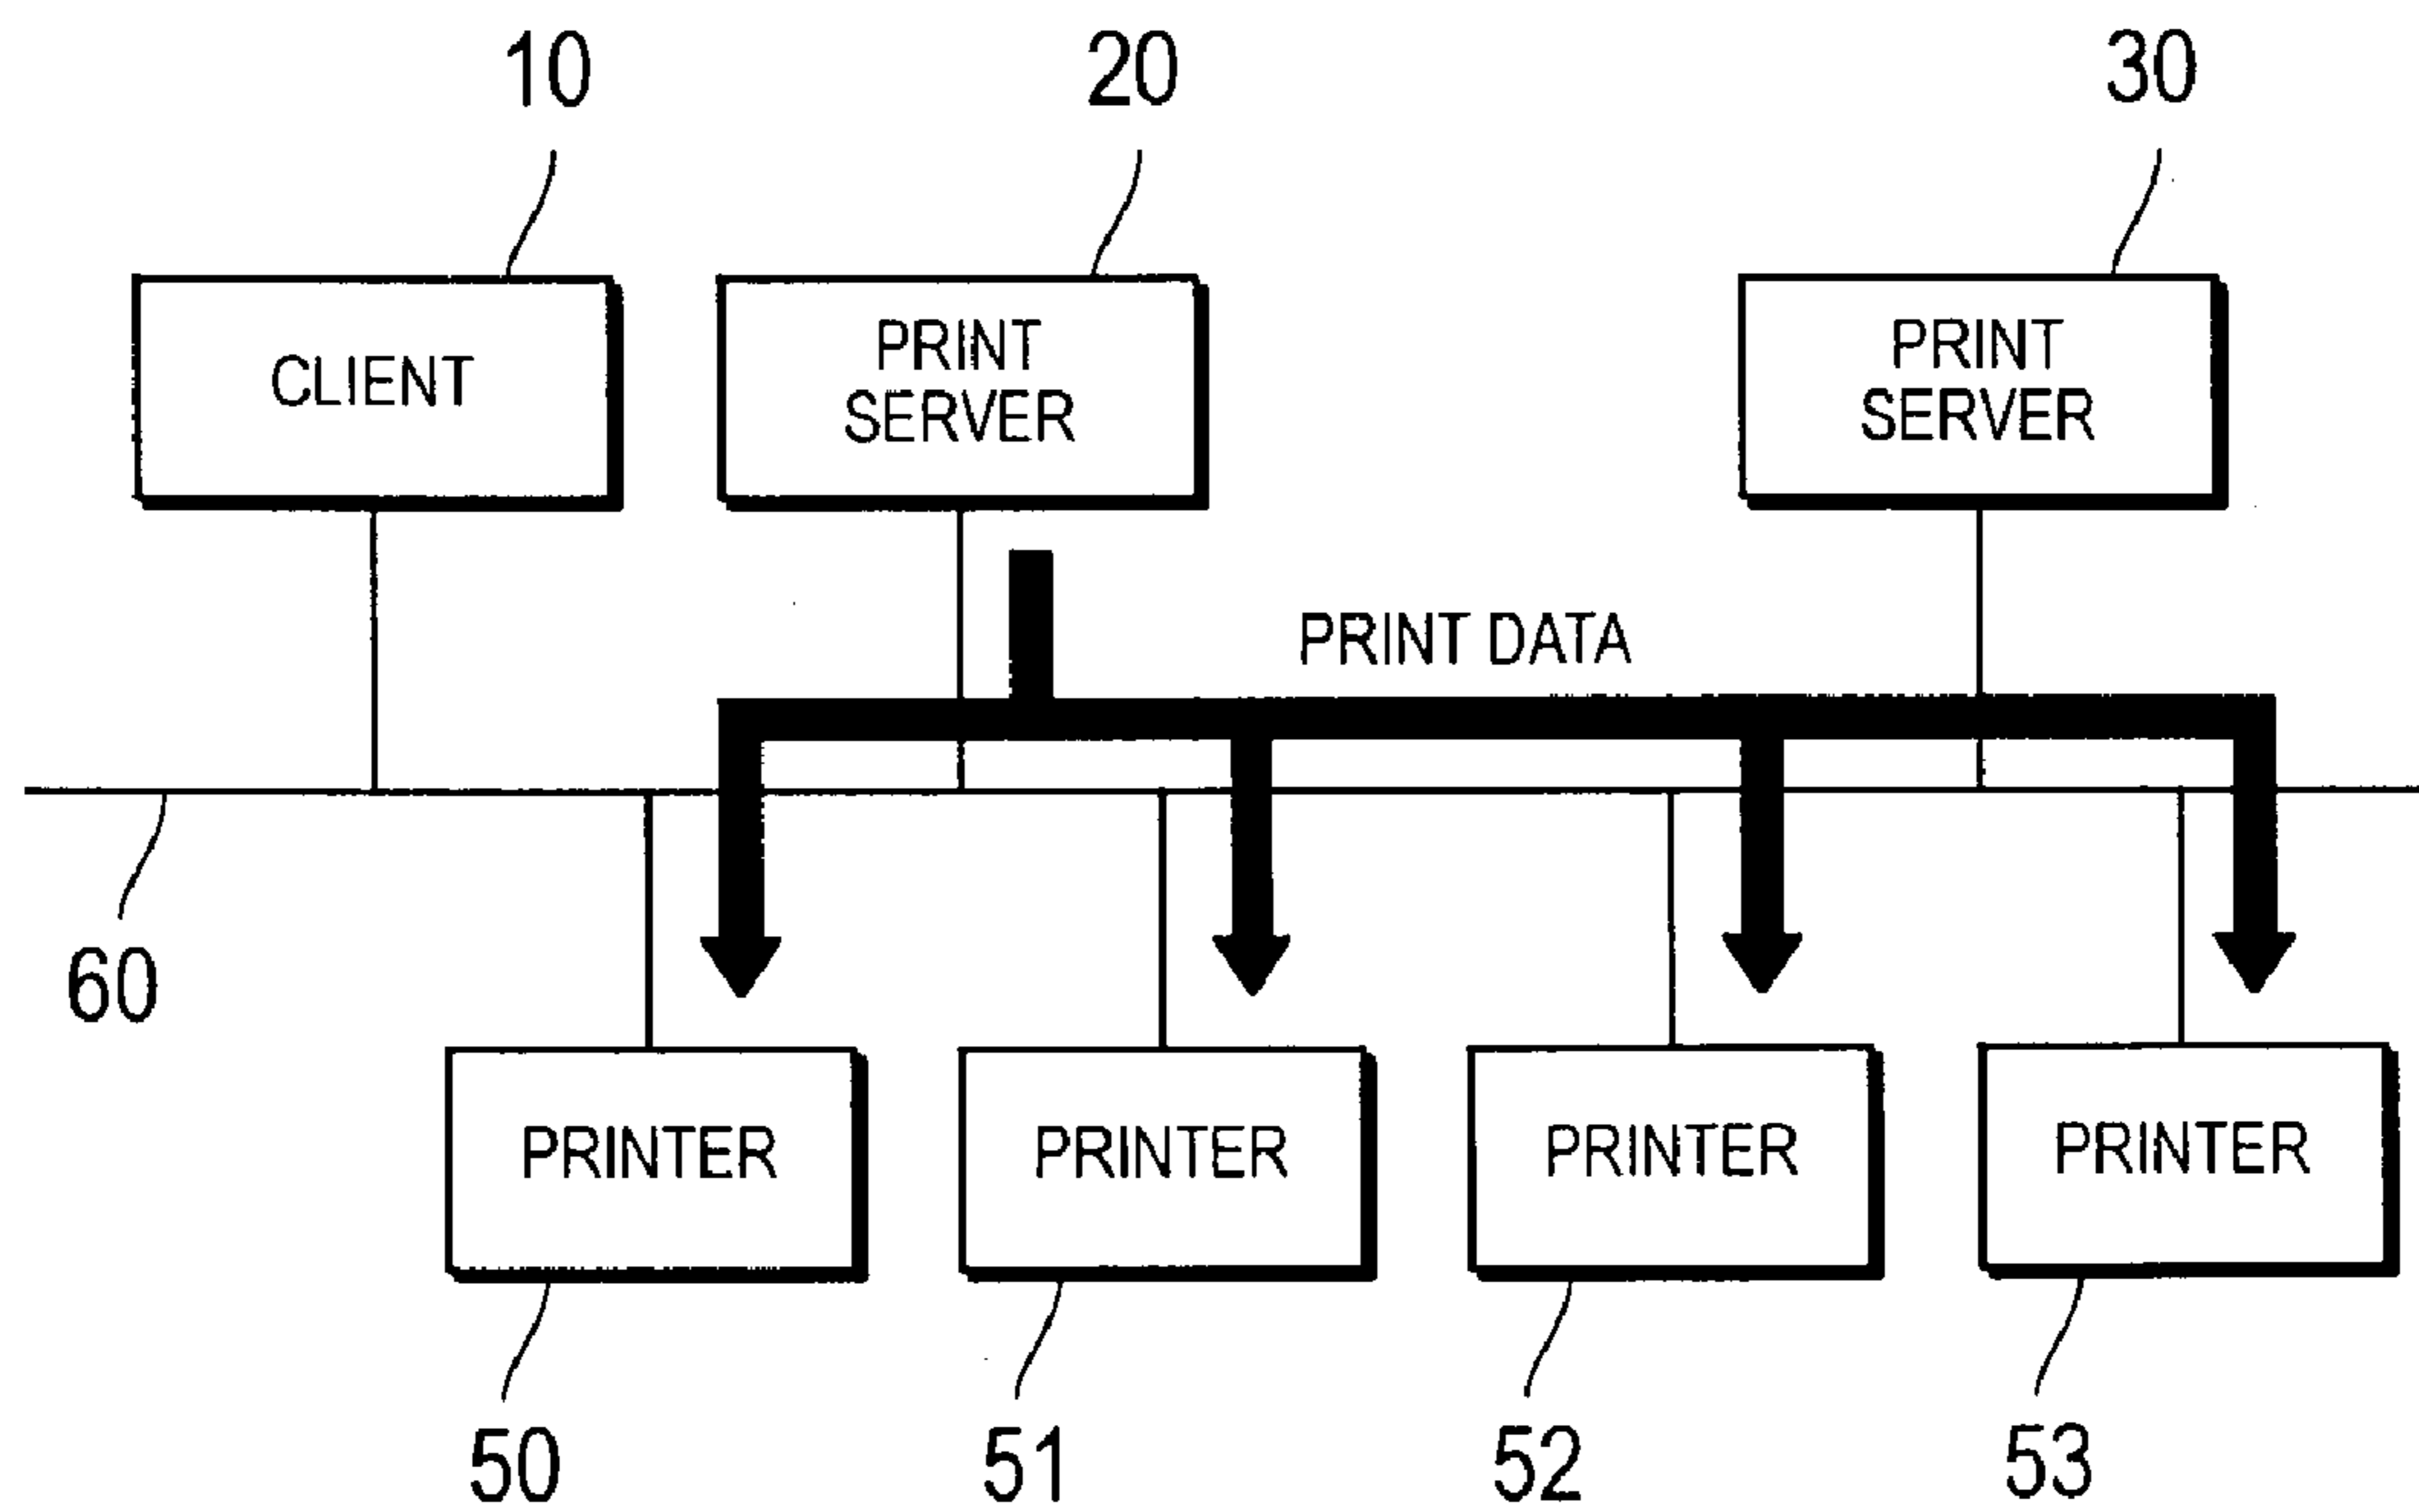 10
20
30
CLIENT
PRINT
SERVER
PRINT
SERVER
PRINT DATA
60
PRINTER
PRINTER
PRINTER
PRINTER
50
51
52
53